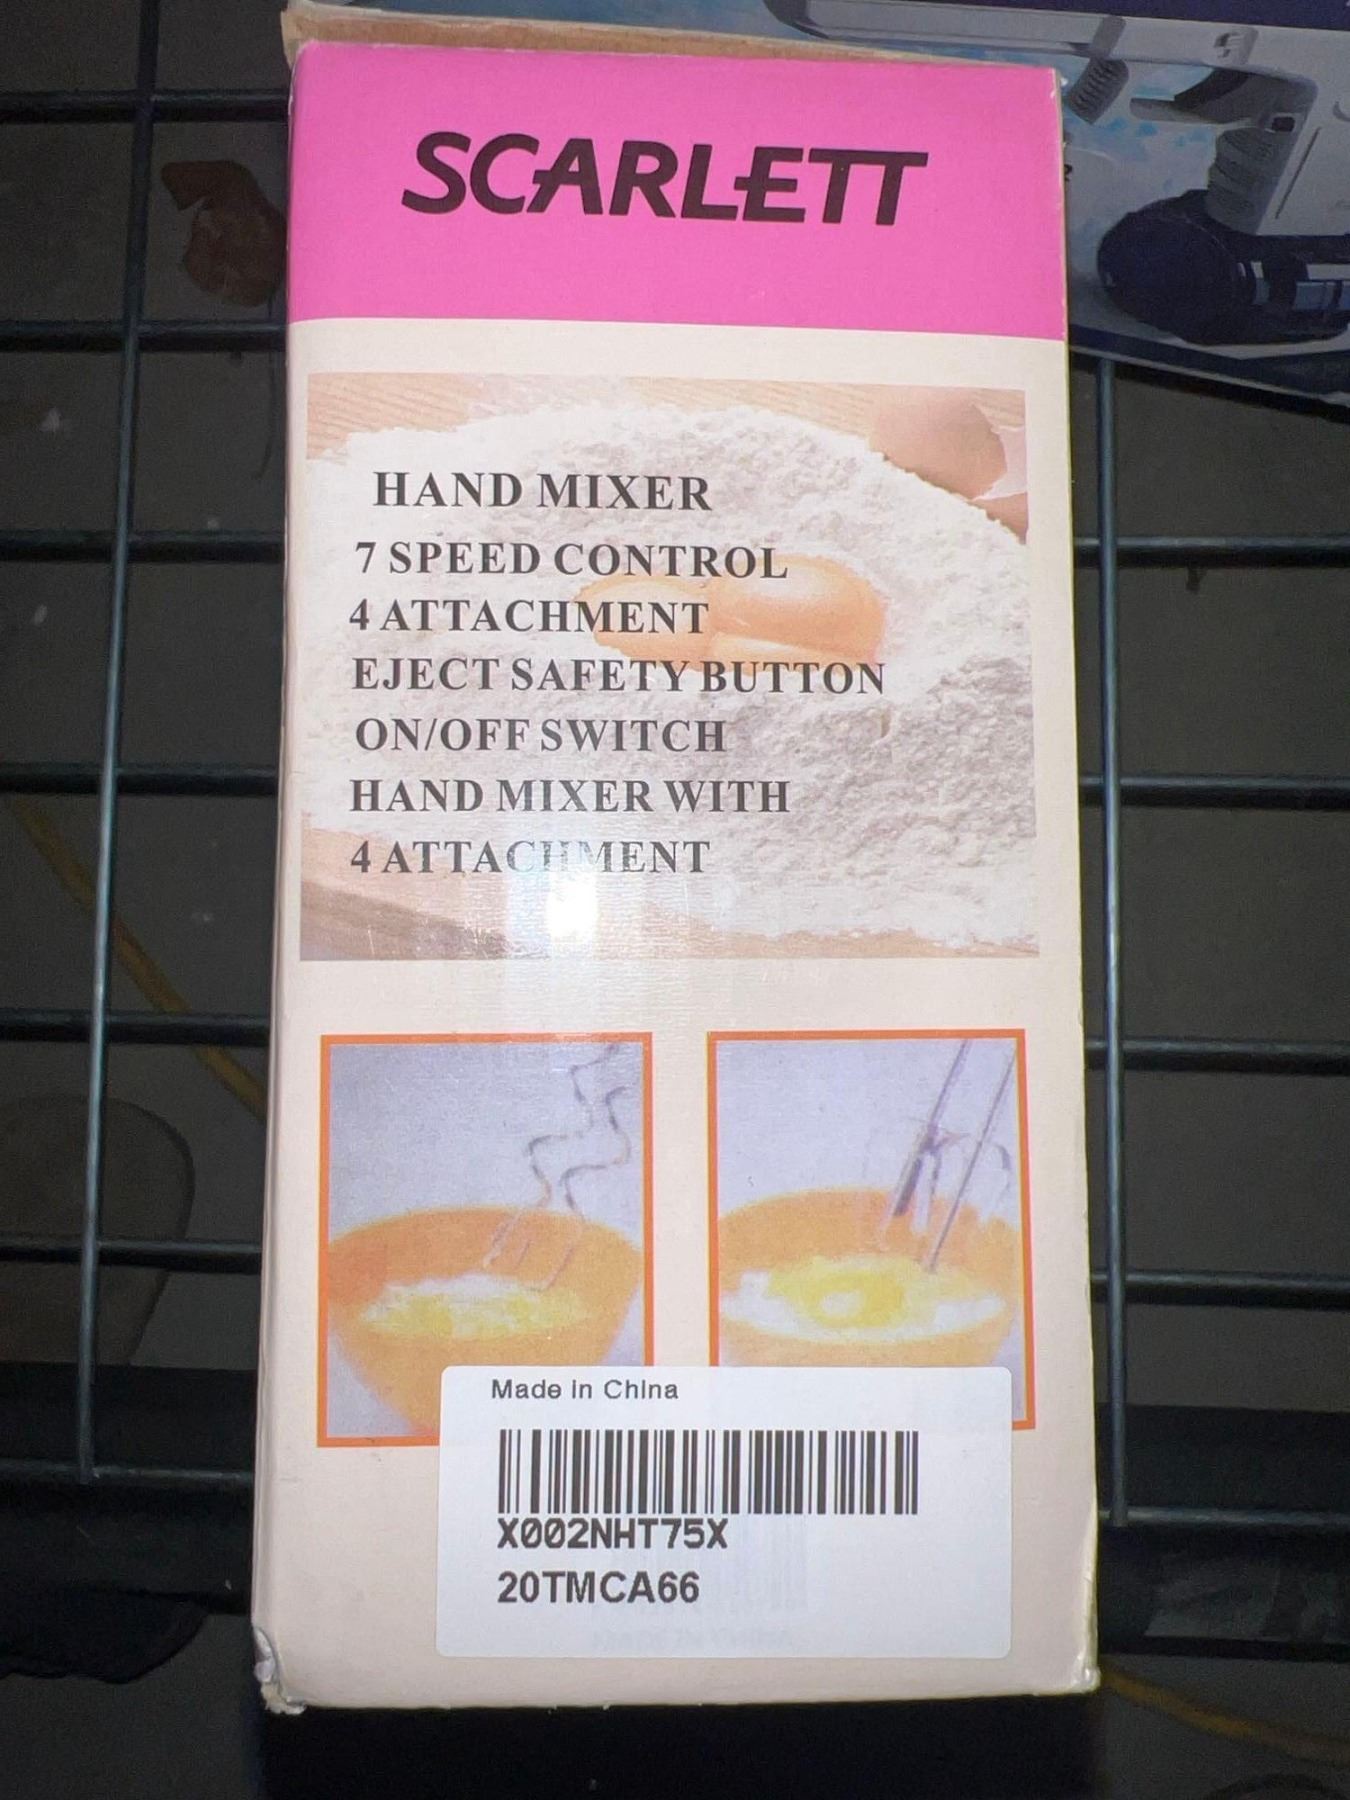 SCARLETT
HAND MIXER
7 SPEED CONTROL
4 ATTACHMENT
EJECT SAFETY BUTTON
ON/OFF SWITCH
HAND MIXER WITH
4 ATTACHMENT
Made in China
X002NHT75X
20TMCA66